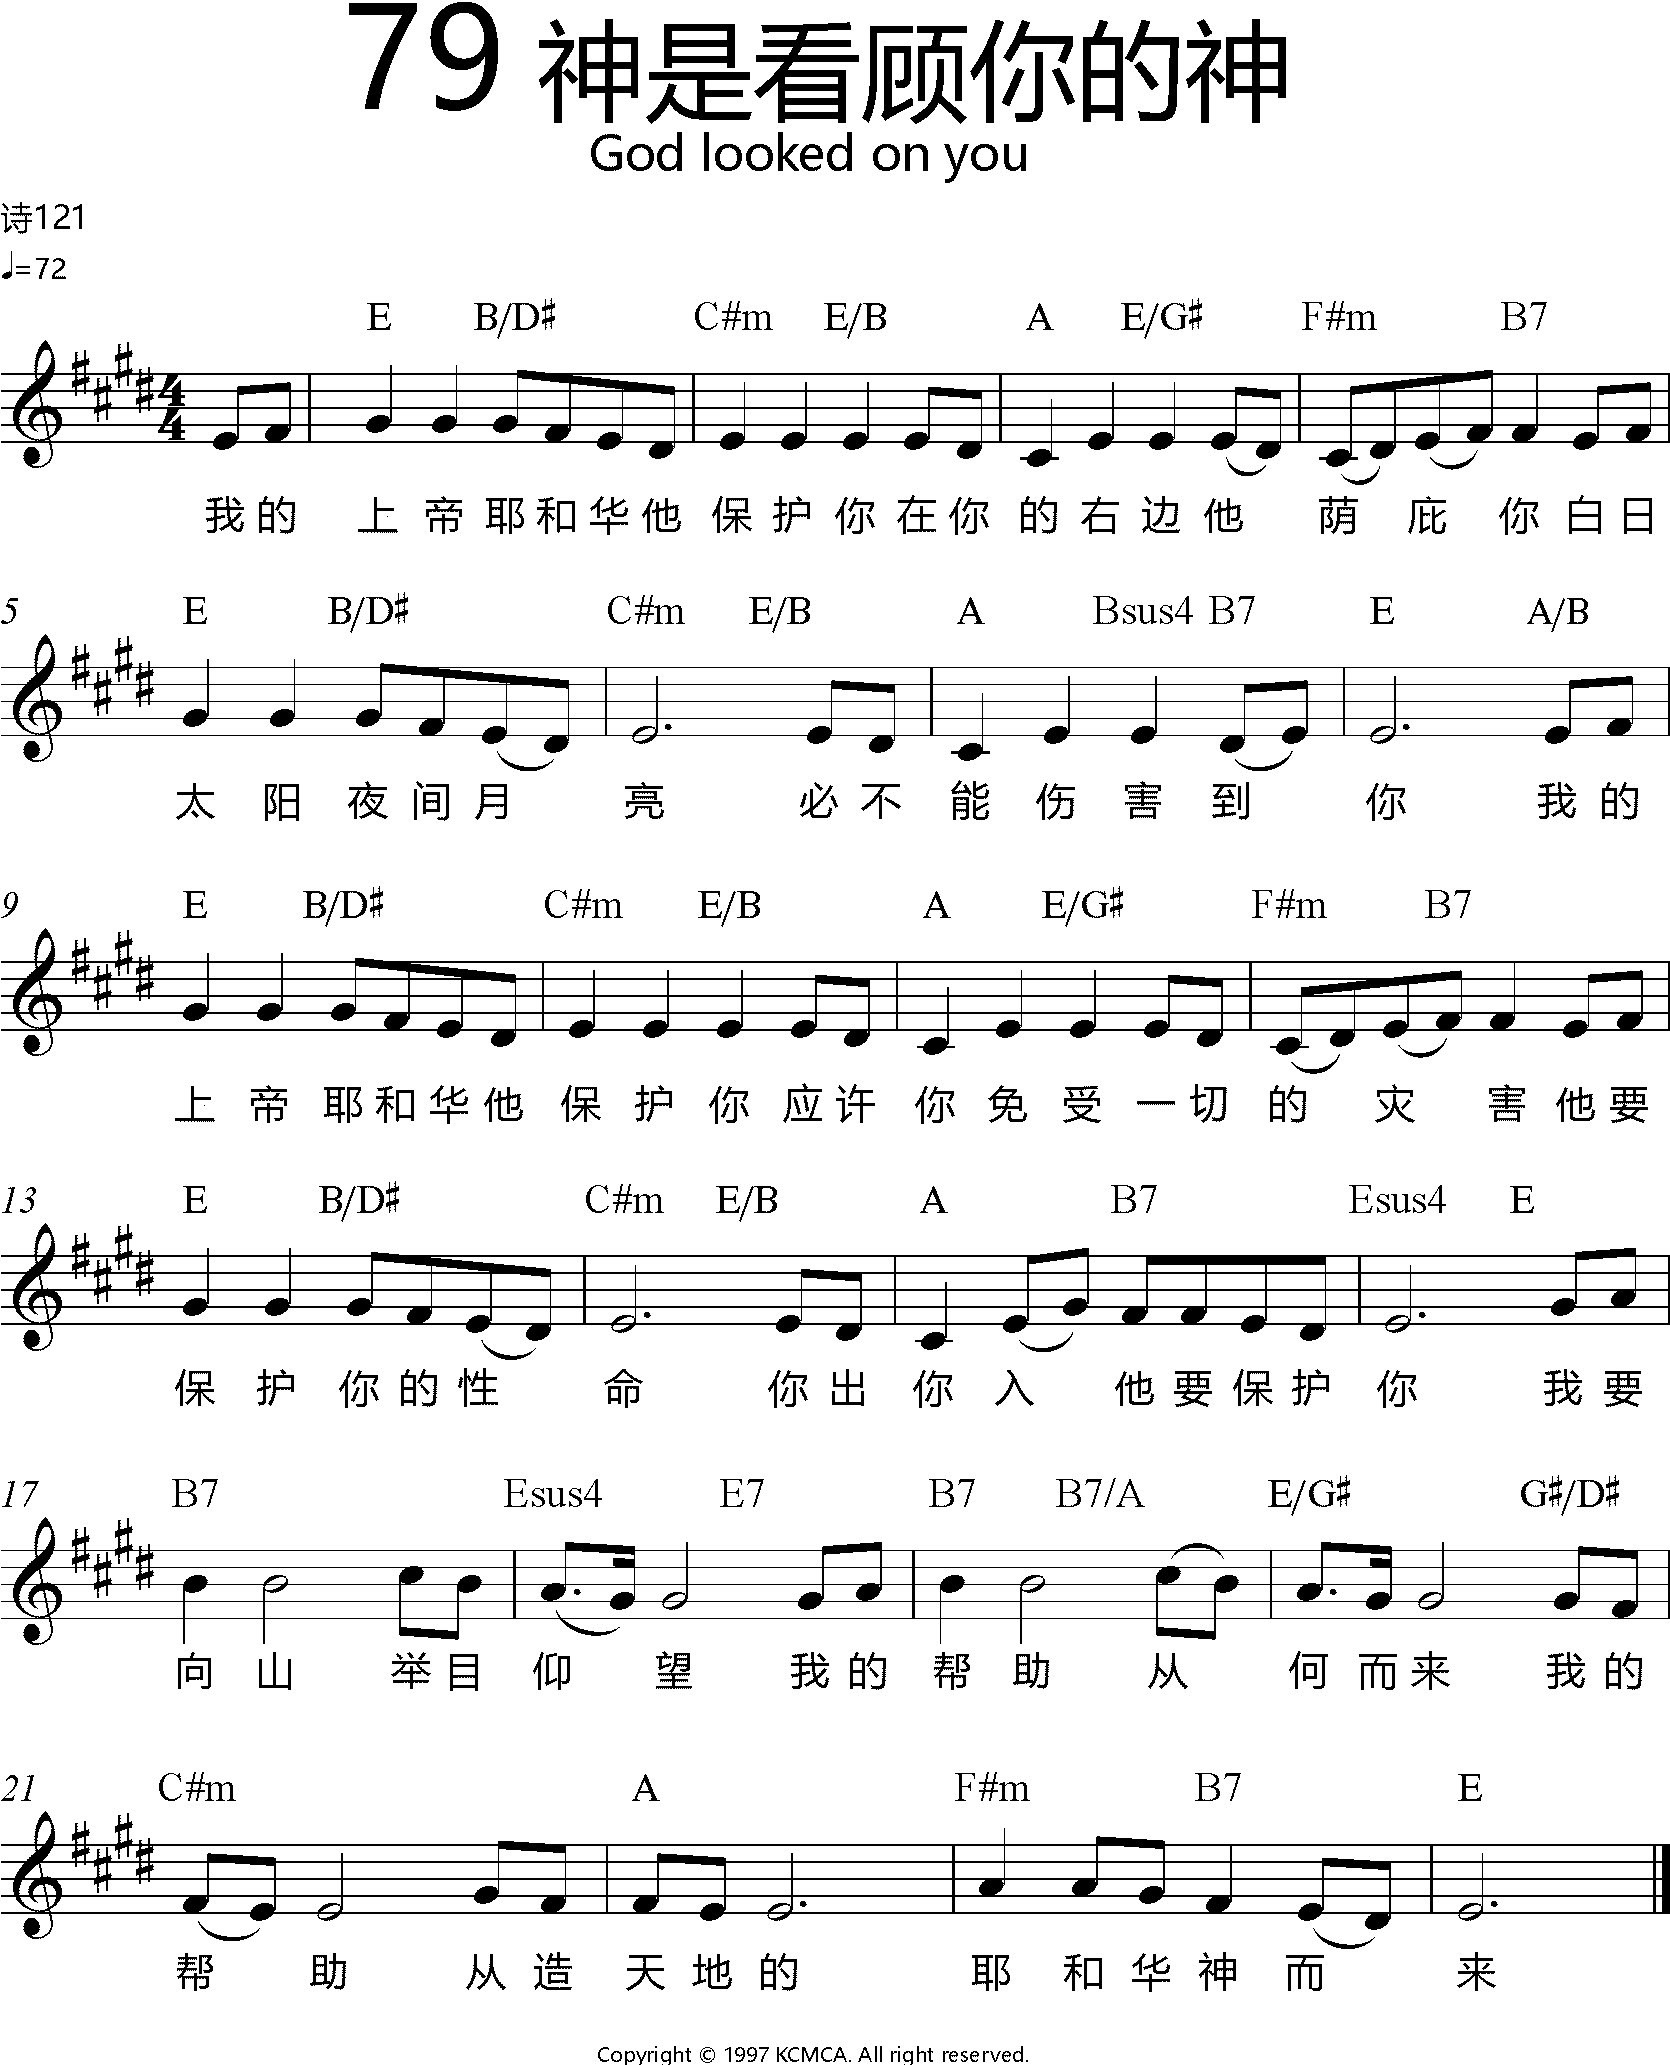 79 神是看顾你的神
God looked on you
诗121
♩=72
E B/D♯ C#m E/B A E/G♯ F#m B7
4
4
我的 上帝耶和华他 保护你在你 的右边他 荫庇你白日
5 E B/D♯ C#m E/B A Bsus4 B7 E A/B
太阳夜间月 亮 必不 能伤害到 你 我的
9 E B/D♯ C#m E/B A E/G♯ F#m B7
上帝耶和华他 保护你应许 你免受一切 的灾害他要
13 E B/D♯ C#m E/B A B7 Esus4 E
保护你的性 命 你出 你入他要保护 你 我要
17 B7 Esus4 E7 B7 B7/A E/G♯ G♯/D♯
向山举目 仰望我的 帮助从 何而来我的
21 C#m A F#m B7 E
帮助从造 天地的 耶和华神而 来
Copyright © 1997 KCMCA. All right reserved.